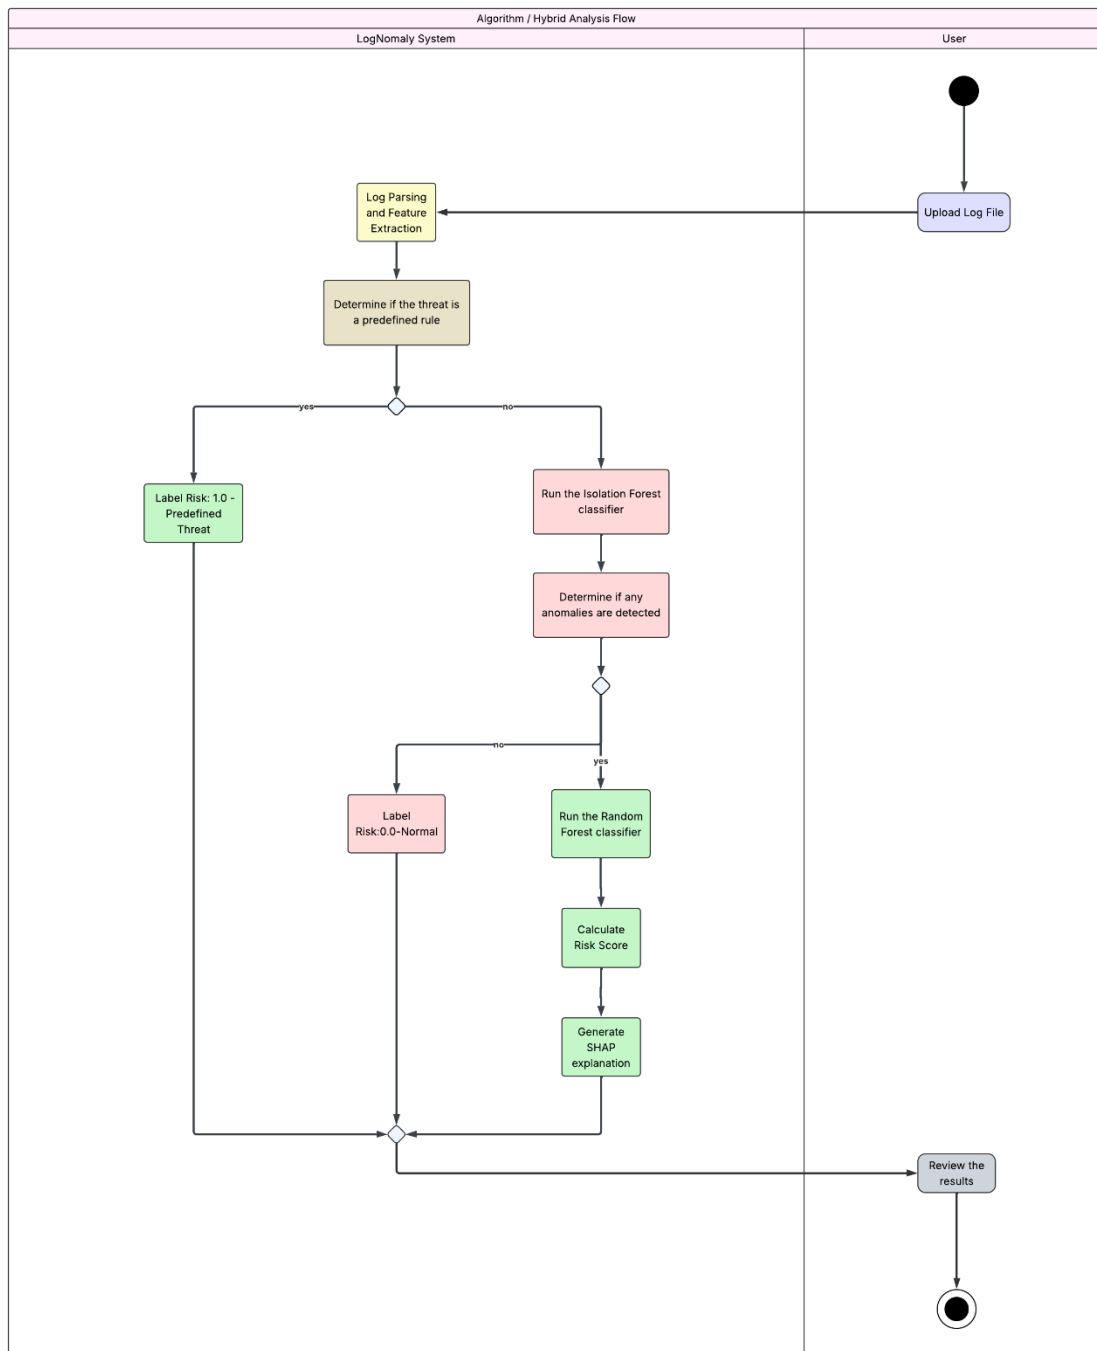 Algorithm / Hybrid Analysis Flow
LogNomaly System
User
Upload Log File
Log Parsing
and Feature
Extraction
Determine if the threat is
a predefined rule
yes
no
Label Risk: 1.0 -
Predefined
Threat
Run the Isolation Forest
classifier
Determine if any
anomalies are detected
no
yes
Label
Risk:0.0-Normal
Run the Random
Forest classifier
Calculate
Risk Score
Generate
SHAP
explanation
Review the
results